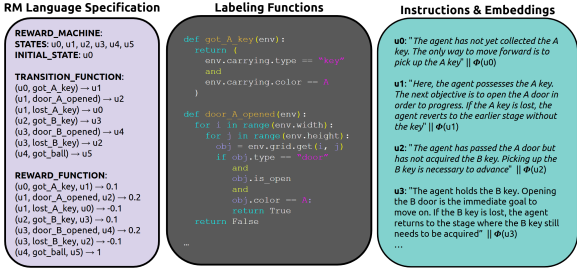 RM Language Specification
REWARD_MACHINE:
STATES: u0, u1, u2, u3, u4, u5
INITIAL_STATE: u0
TRANSITION_FUNCTION:
(u0, got_A_key) → u1
(u1, door_A_opened) → u2
(u1, lost_A_key) → u0
(u2, got_B_key) → u3
(u3, door_B_opened) → u4
(u3, lost_B_key) → u2
(u4, got_ball) → u5
REWARD_FUNCTION:
(u0, got_A_key, u1) → 0.1
(u1, door_A_opened, u2) → 0.2
(u1, lost_A_key, u0) → -0.1
(u2, got_B_key, u3) → 0.1
(u3, door_B_opened, u4) → 0.2
(u3, lost_B_key, u2) → -0.1
(u4, got_ball, u5) → 1
Labeling Functions
def got_A_key(env):
return (
env.carrying.type == "key"
and
env.carrying.color ==
)
def door_A_opened(env):
for i in range(env.width):
for j in range(env.height):
obj = env.grid.get(i, j)
if obj.type == "door"
and
obj.is_open
and
obj.color == A:
return True
return False
...
Instructions & Embeddings
u0: "The agent has not yet collected the A
key. The only way to move forward is to
pick up the A key" || Φ(u0)
u1: "Here, the agent possesses the A key.
The next objective is to open the A door in
order to progress. If the A key is lost, the
agent reverts to the earlier stage without
the key" || Φ(u1)
u2: "The agent has passed the A door but
has not acquired the B key. Picking up
the B key is necessary to advance" || Φ(u2)
u3: "The agent holds the B key. Opening
the B door is the immediate goal to
move on. If the B key is lost, the agent
returns to the stage where the B key still
needs to be acquired" || Φ(u3)
...